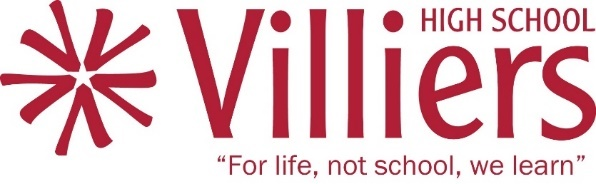 HIGH SCHOOL
Villiers
“For life, not school, we learn”